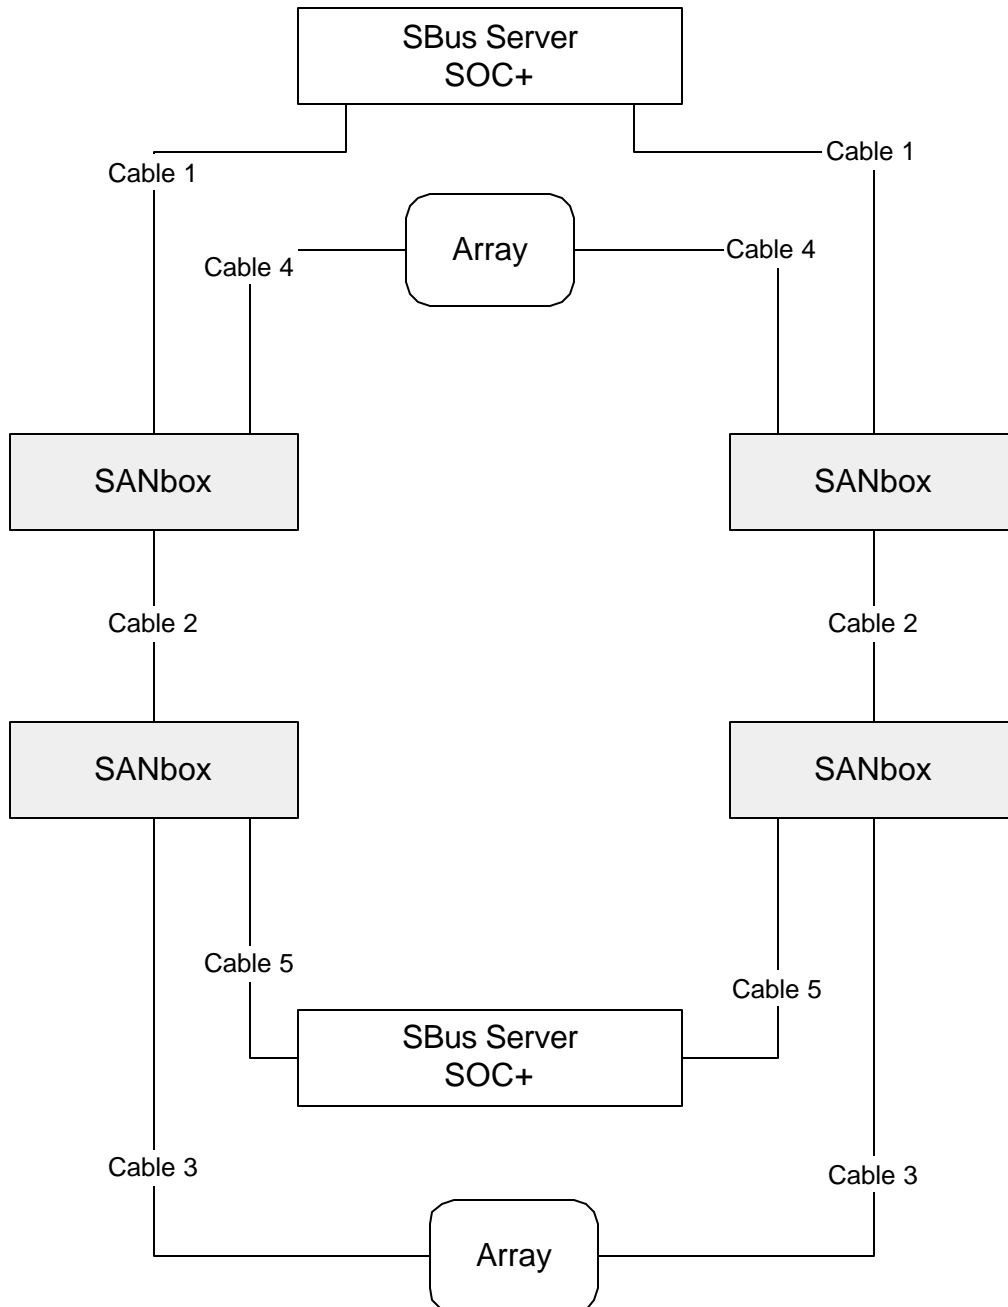 SBus Server
SOC+
Cable 1
Cable 1
Array
Cable 4
Cable 4
SANbox
SANbox
Cable 2
Cable 2
SANbox
SANbox
Cable 5
Cable 5
SBus Server
SOC+
Cable 3
Cable 3
Array